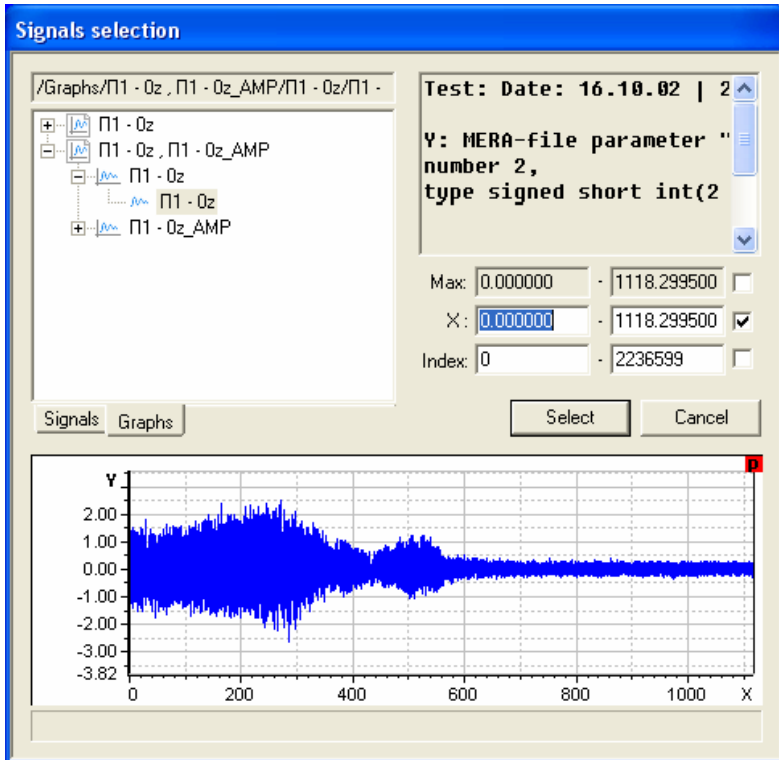 Signals selection
/Graphs/П1 - 0z , П1 - 0z_AMP/П1 - 0z/П1 -
П1 - 0z
П1 - 0z , П1 - 0z_AMP
П1 - 0z
П1 - 0z
П1 - 0z_AMP
Signals Graphs
Test: Date: 16.10.02 | 2
Y: MERA-file parameter "
number 2,
type signed short int(2
Max: 0.000000 - 1118.299500
X : 0.000000 - 1118.299500
Index: 0 - 2236599
Select Cancel
p
Y
2.00
1.00
0.00
-1.00
-2.00
-3.00
-3.82
0 200 400 600 800 1000 X